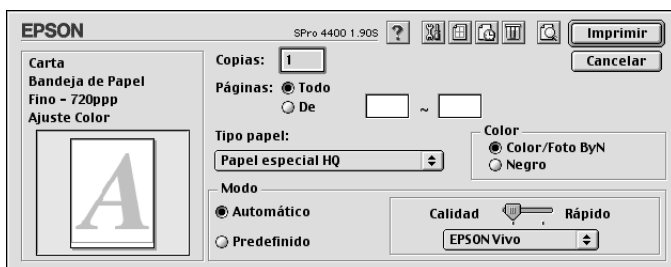 EPSON
SPro 4400 1.90S
?
Imprimir
Cancelar
Carta
Bandeja de Papel
Fino - 720ppp
Ajuste Color
A
Copias: 1
Páginas: Todo
De ~
Tipo papel:
Papel especial HQ
Color
Color/Foto ByN
Negro
Modo
Automático
Predefinido
Calidad Rápido
EPSON Vivo